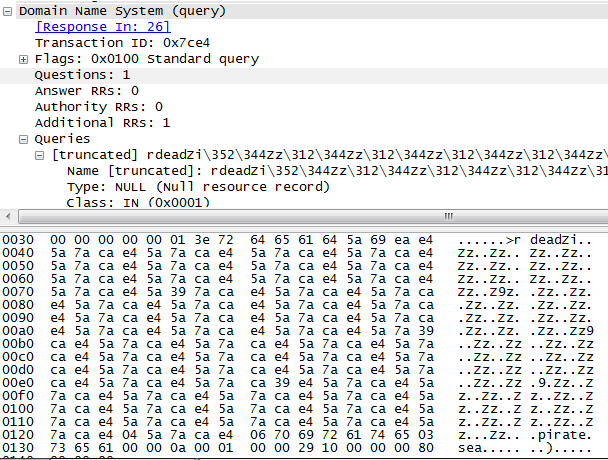 Domain Name System (query)
[Response In: 26]
Transaction ID: 0x7ce4
Flags: 0x0100 Standard query
Questions: 1
Answer RRs: 0
Authority RRs: 0
Additional RRs: 1
Queries
[truncated] rdeadZi\352\344Zz\312\344Zz\312\344Zz\312\344Zz\312\344Zz\
Name [truncated]: rdeadZi\352\344Zz\312\344Zz\312\344Zz\312\344Zz\31
Type: NULL (Null resource record)
Class: IN (0x0001)
0030 00 00 00 00 00 01 3e 72 64 65 61 64 5a 69 ea e4 ......>r deadZi..
0040 5a 7a ca e4 5a 7a ca e4 5a 7a ca e4 5a 7a ca e4 Zz..Zz.. Zz..Zz..
0050 5a 7a ca e4 5a 7a ca e4 5a 7a ca e4 5a 7a ca e4 Zz..Zz.. Zz..Zz..
0060 5a 7a ca e4 5a 7a ca e4 5a 7a ca e4 5a 7a ca e4 Zz..Zz.. Zz..Zz..
0070 5a 7a ca e4 5a 39 7a ca e4 5a 7a ca e4 5a 7a ca Zz..Z9z. .Zz..Zz.
0080 e4 5a 7a ca e4 5a 7a ca e4 5a 7a ca e4 5a 7a ca .Zz..Zz. .Zz..Zz.
0090 e4 5a 7a ca e4 5a 7a ca e4 5a 7a ca e4 5a 7a ca .Zz..Zz. .Zz..Zz.
00a0 e4 5a 7a ca e4 5a 7a ca e4 5a 7a ca e4 5a 7a 39 .Zz..Zz. .Zz..Zz9
00b0 ca e4 5a 7a ca e4 5a 7a ca e4 5a 7a ca e4 5a 7a ..Zz..Zz ..Zz..Zz
00c0 ca e4 5a 7a ca e4 5a 7a ca e4 5a 7a ca e4 5a 7a ..Zz..Zz ..Zz..Zz
00d0 ca e4 5a 7a ca e4 5a 7a ca e4 5a 7a ca e4 5a 7a ..Zz..Zz ..Zz..Zz
00e0 ca e4 5a 7a ca e4 5a 7a ca 39 e4 5a 7a ca e4 5a ..Zz..Zz .9.Zz..Z
00f0 7a ca e4 5a 7a ca e4 5a 7a ca e4 5a 7a ca e4 5a z..Zz..Z z..Zz..Z
0100 7a ca e4 5a 7a ca e4 5a 7a ca e4 5a 7a ca e4 5a z..Zz..Z z..Zz..Z
0110 7a ca e4 5a 7a ca e4 5a 7a ca e4 5a 7a ca e4 5a z..Zz..Z z..Zz..Z
0120 7a ca e4 04 5a 7a ca e4 06 70 69 72 61 74 65 03 z...Zz.. .pirate.
0130 73 65 61 00 00 0a 00 01 00 00 29 10 00 00 00 80 sea..... ..).....